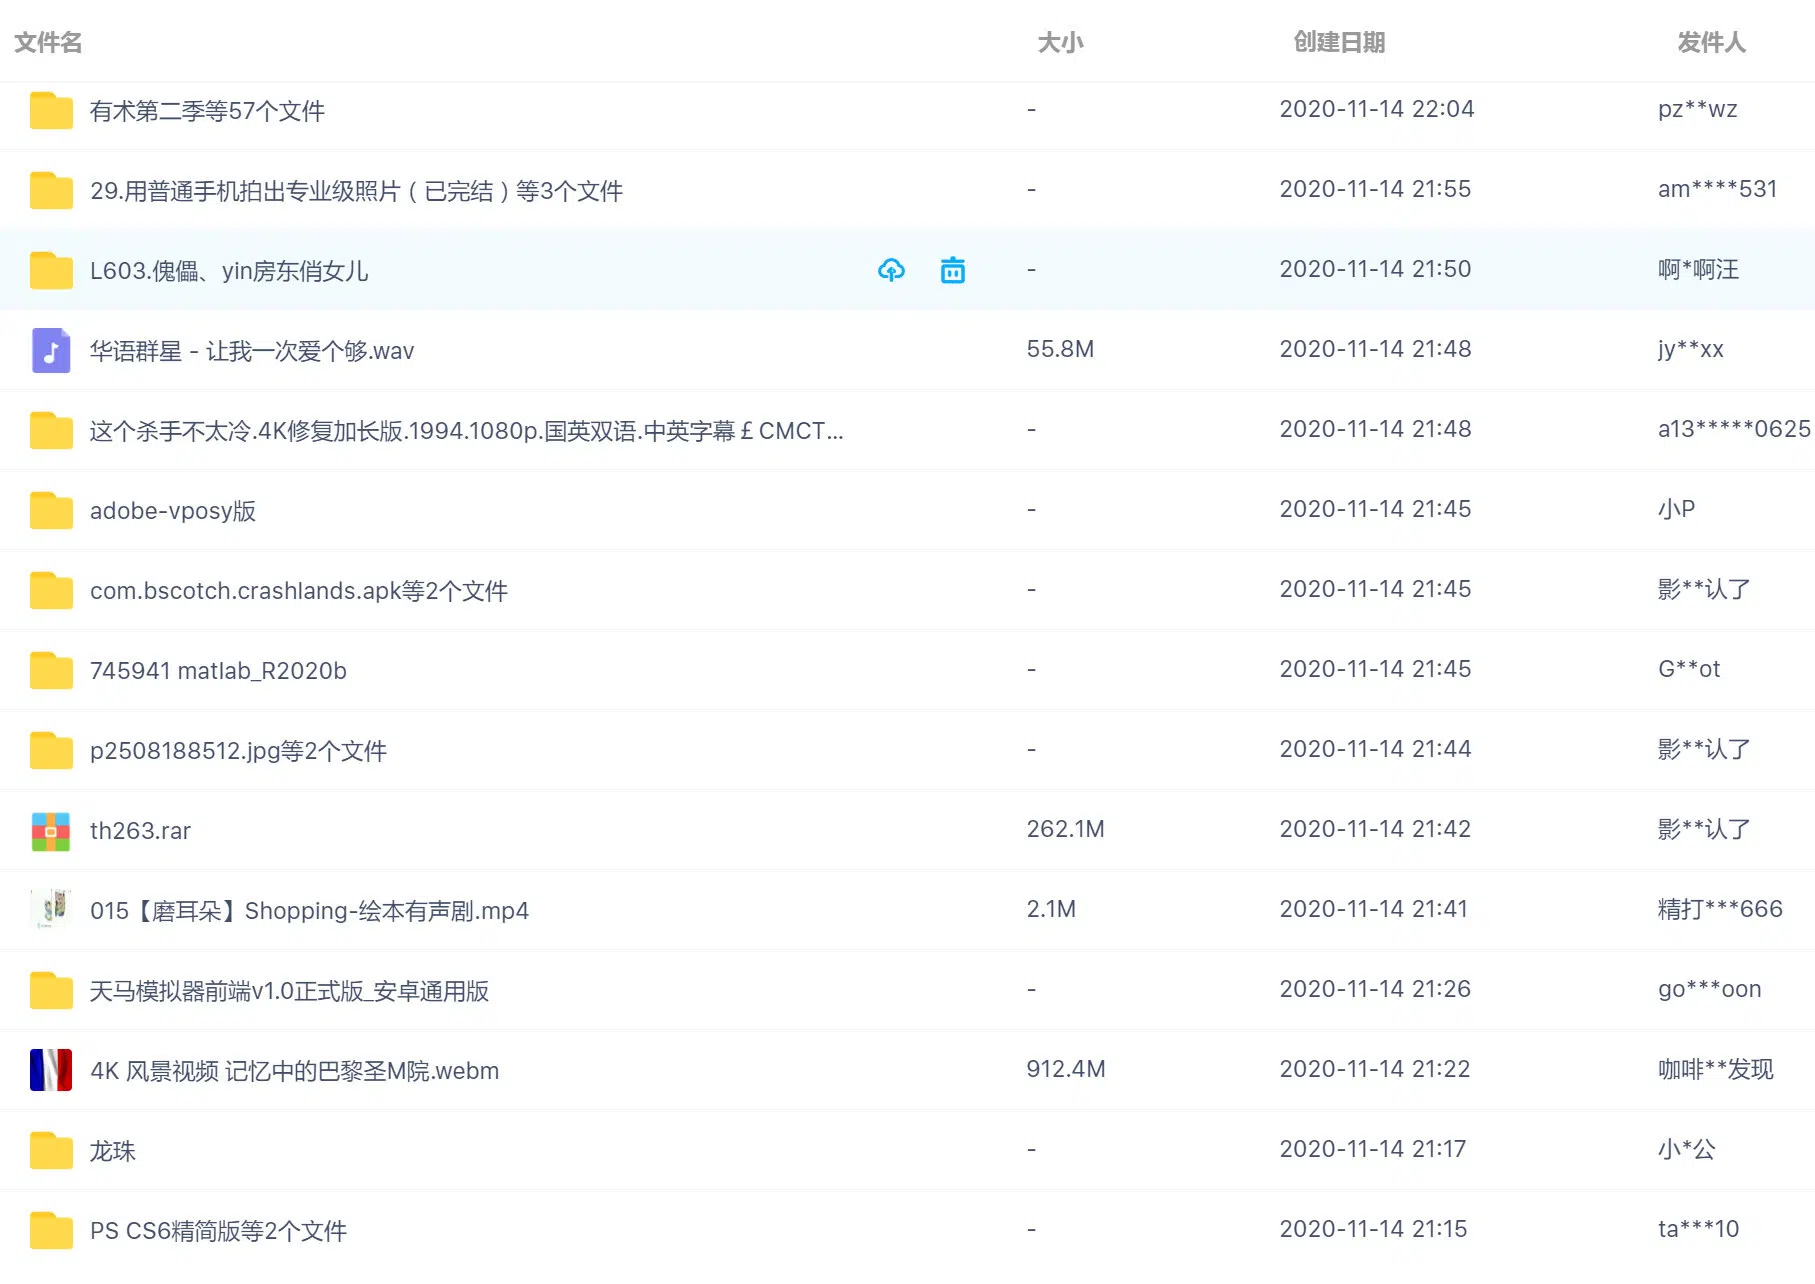 文件名 大小 创建日期 发件人
有术第二季等57个文件 - 2020-11-14 22:04 pz**wz
29.用普通手机拍出专业级照片（已完结）等3个文件 - 2020-11-14 21:55 am****531
L603.傀儡、yin房东俏女儿 - 2020-11-14 21:50 啊*啊汪
华语群星 - 让我一次爱个够.wav 55.8M 2020-11-14 21:48 jy**xx
这个杀手不太冷.4K修复加长版.1994.1080p.国英双语.中英字幕￡CMCT... - 2020-11-14 21:48 a13*****0625
adobe-vposy版 - 2020-11-14 21:45 小P
com.bscotch.crashlands.apk等2个文件 - 2020-11-14 21:45 影**认了
745941 matlab_R2020b - 2020-11-14 21:45 G**ot
p2508188512.jpg等2个文件 - 2020-11-14 21:44 影**认了
th263.rar 262.1M 2020-11-14 21:42 影**认了
015【磨耳朵】Shopping-绘本有声剧.mp4 2.1M 2020-11-14 21:41 精打***666
天马模拟器前端v1.0正式版_安卓通用版 - 2020-11-14 21:26 go***oon
4K 风景视频 记忆中的巴黎圣M院.webm 912.4M 2020-11-14 21:22 咖啡**发现
龙珠 - 2020-11-14 21:17 小*公
PS CS6精简版等2个文件 - 2020-11-14 21:15 ta***10